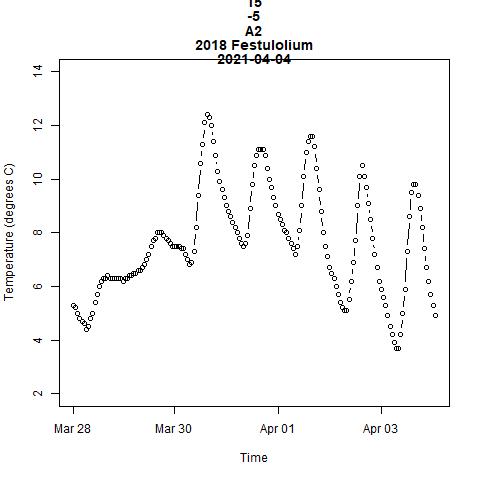 15
-5
A2
2018 Festulolium
2021-04-04
Temperature (degrees C)
14
12
10
8
6
4
2
Mar 28
Mar 30
Apr 01
Apr 03
Time